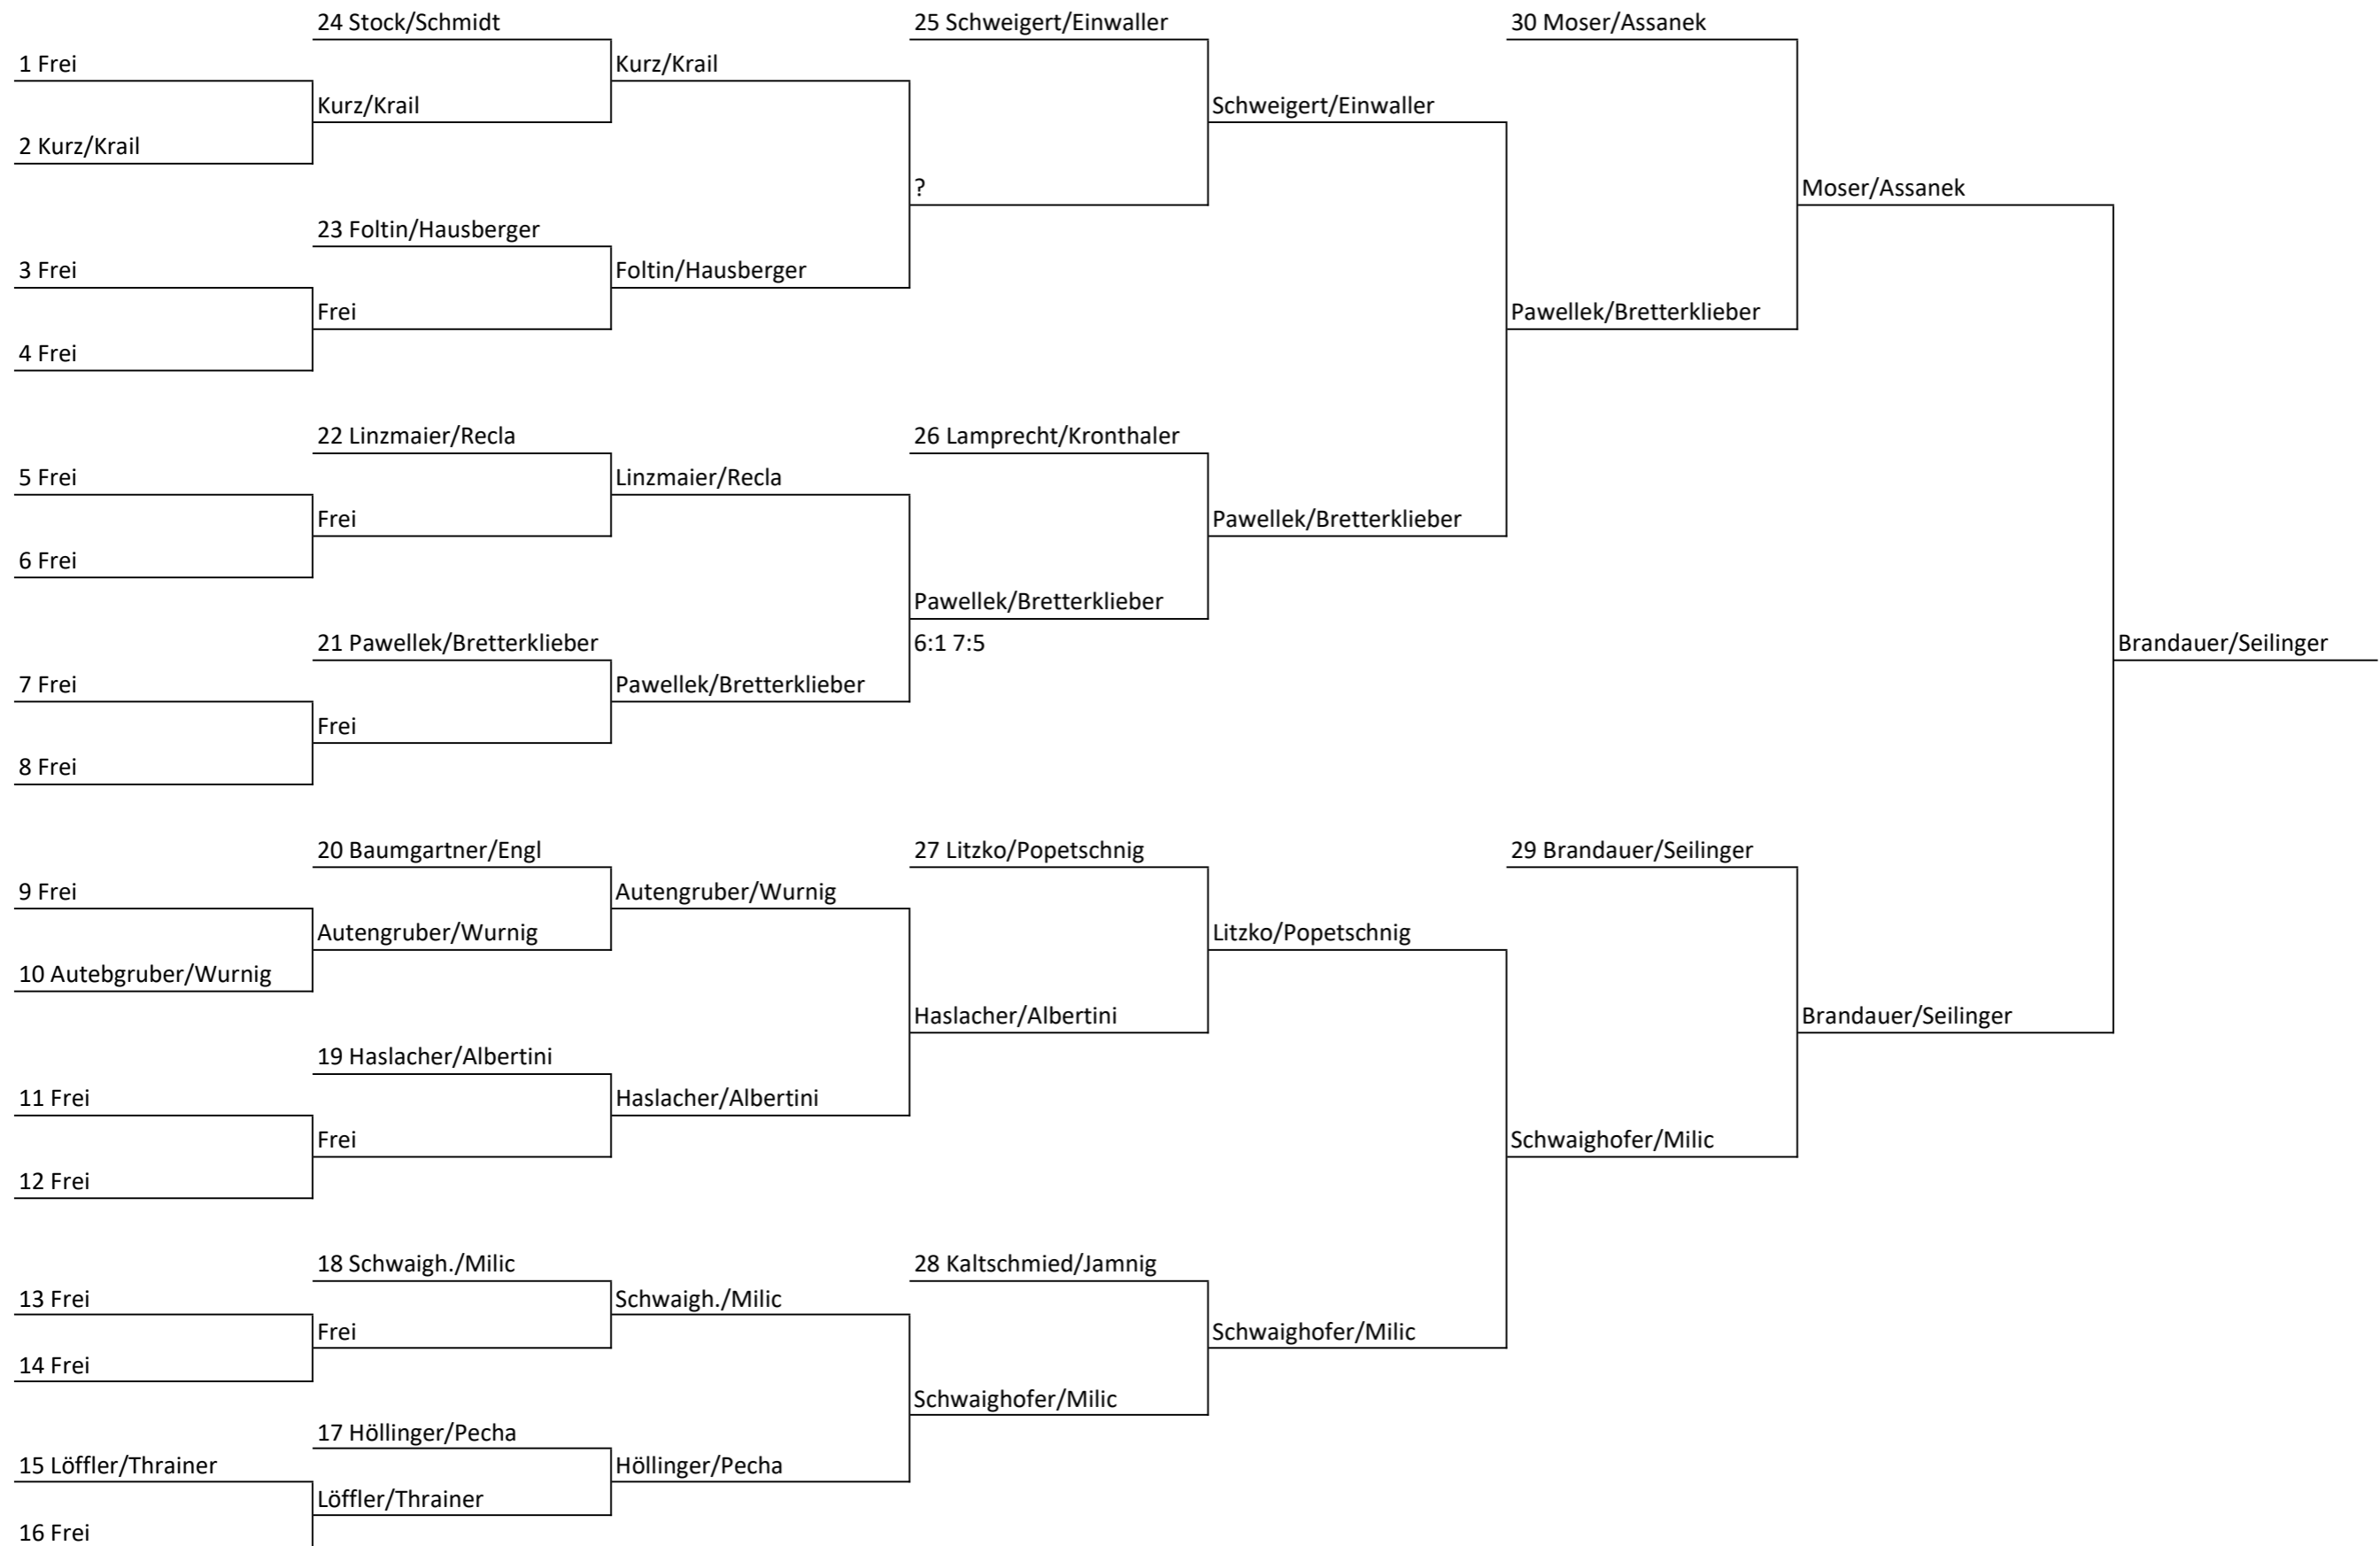 24 Stock/Schmidt
25 Schweigert/Einwaller
30 Moser/Assanek
1 Frei
Kurz/Krail
Kurz/Krail
Schweigert/Einwaller
2 Kurz/Krail
?
Moser/Assanek
23 Foltin/Hausberger
3 Frei
Foltin/Hausberger
Frei
Pawellek/Bretterklieber
4 Frei
22 Linzmaier/Recla
26 Lamprecht/Kronthaler
5 Frei
Linzmaier/Recla
Frei
Pawellek/Bretterklieber
6 Frei
Pawellek/Bretterklieber
21 Pawellek/Bretterklieber
6:1 7:5
Brandauer/Seilinger
7 Frei
Pawellek/Bretterklieber
Frei
8 Frei
20 Baumgartner/Engl
27 Litzko/Popetschnig
29 Brandauer/Seilinger
9 Frei
Autengruber/Wurnig
Autengruber/Wurnig
Litzko/Popetschnig
10 Autebgruber/Wurnig
Haslacher/Albertini
Brandauer/Seilinger
19 Haslacher/Albertini
11 Frei
Haslacher/Albertini
Frei
Schwaighofer/Milic
12 Frei
18 Schwaigh./Milic
28 Kaltschmied/Jamnig
13 Frei
Schwaigh./Milic
Frei
Schwaighofer/Milic
14 Frei
Schwaighofer/Milic
17 Höllinger/Pecha
15 Löffler/Thrainer
Höllinger/Pecha
Löffler/Thrainer
16 Frei